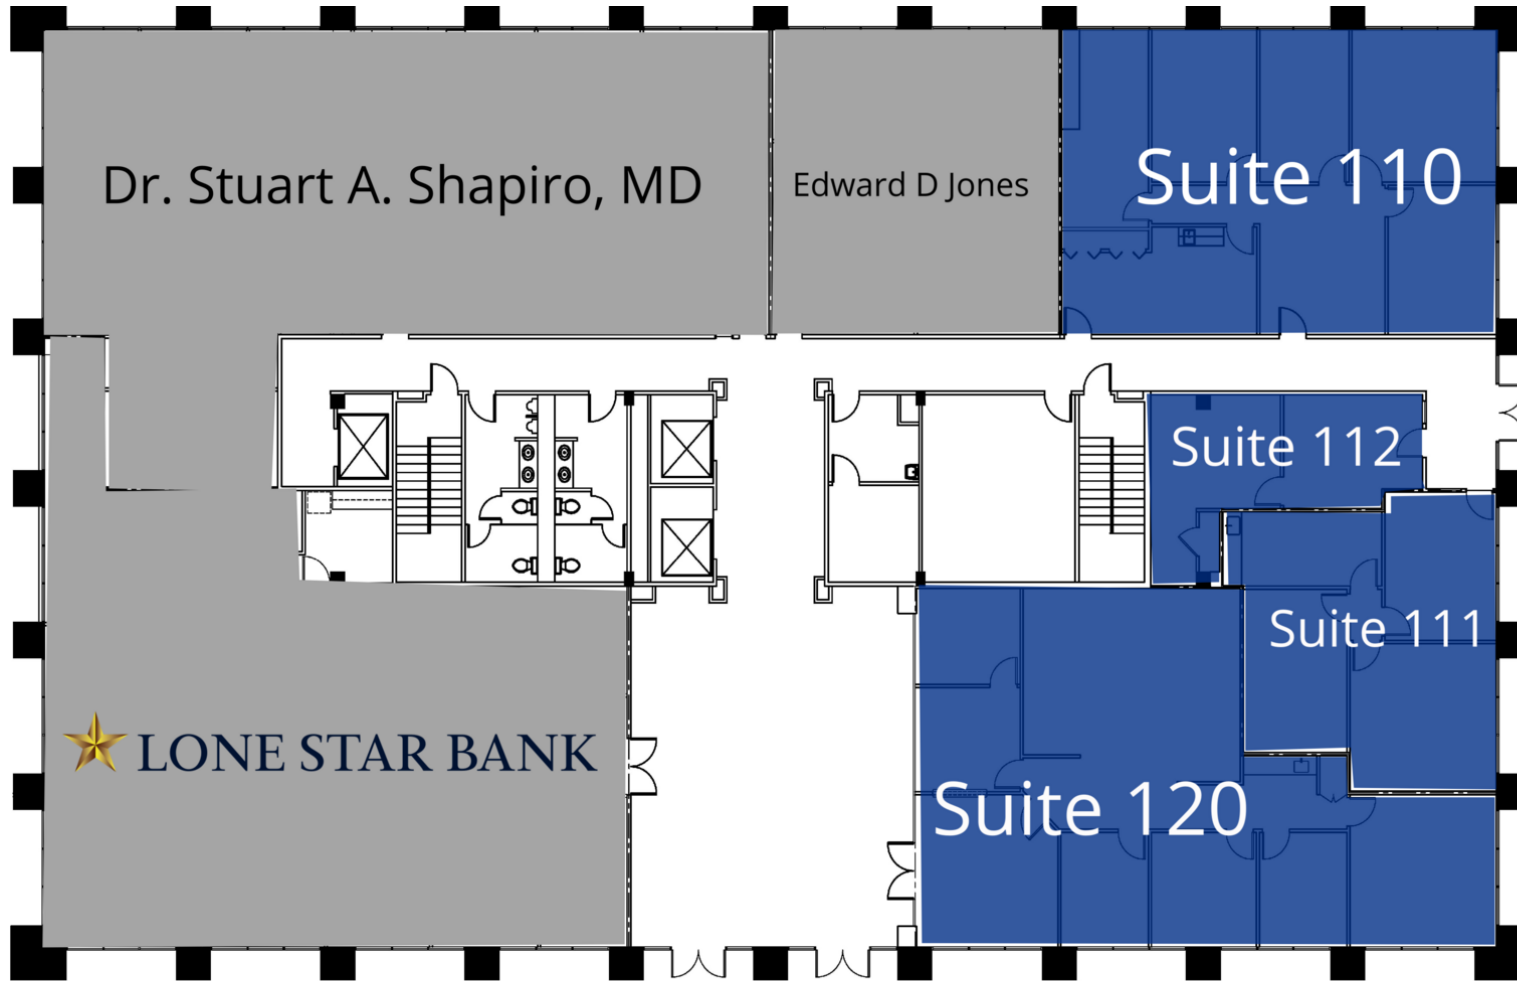 Dr. Stuart A. Shapiro, MD
Edward D Jones
Suite 110
Suite 112
Suite 111
LONE STAR BANK
Suite 120